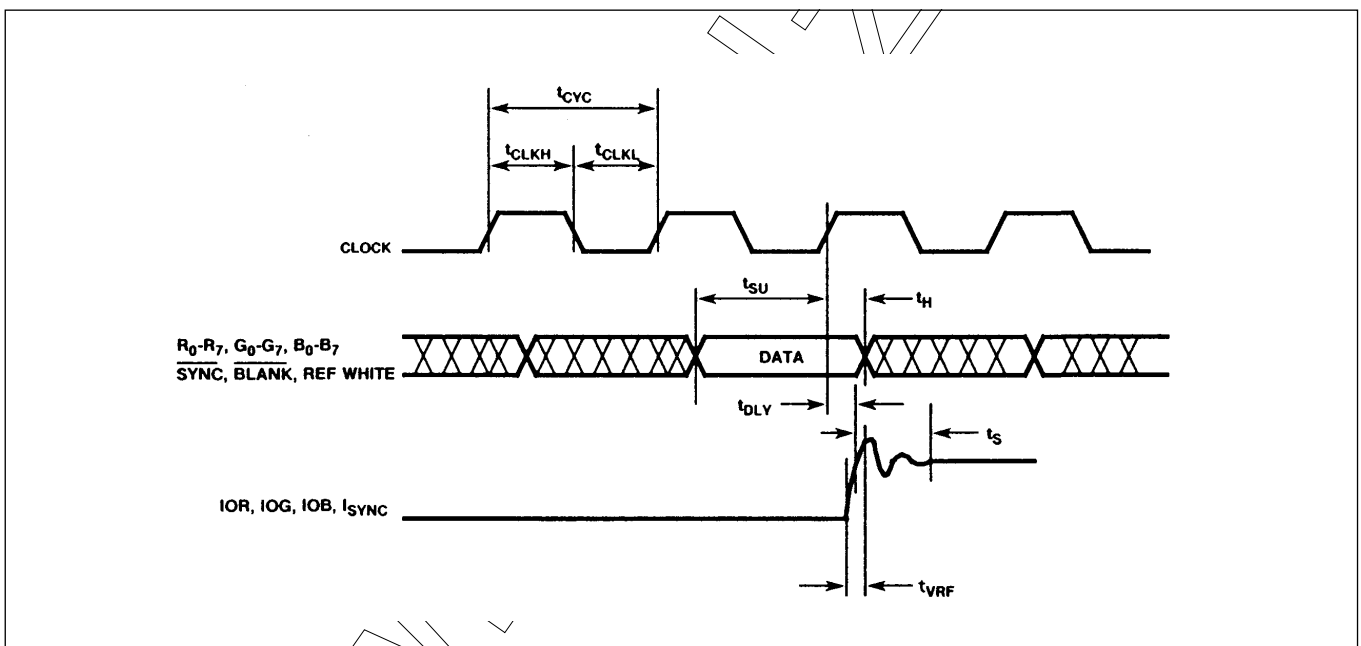 tCYC
tCLKH tCLKL
CLOCK
tSU tH
R0-R7, G0-G7, B0-B7
SYNC, BLANK, REF WHITE
DATA
tDLY
tS
IOR, IOG, IOB, ISYNC
tVRF